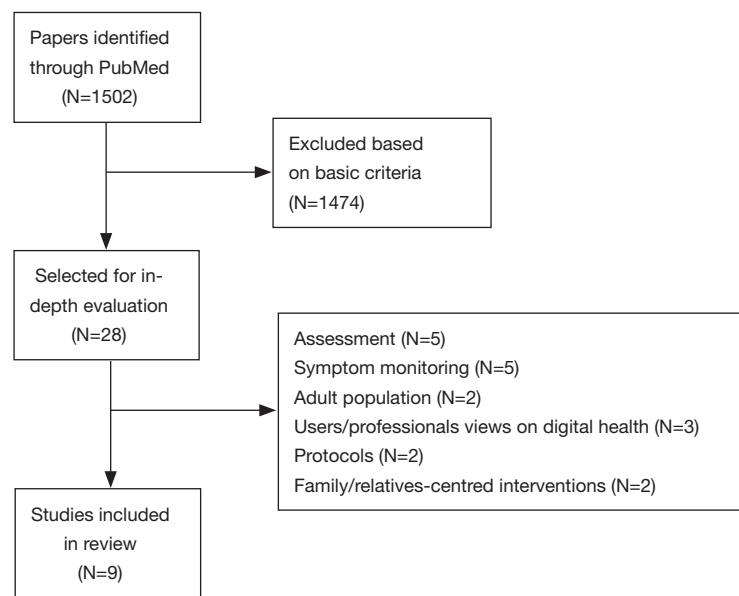 Papers identified
through PubMed
(N=1502)
Excluded based
on basic criteria
(N=1474)
Selected for in-
depth evaluation
(N=28)
Assessment (N=5)
Symptom monitoring (N=5)
Adult population (N=2)
Users/professionals views on digital health (N=3)
Protocols (N=2)
Family/relatives-centred interventions (N=2)
Studies included
in review
(N=9)